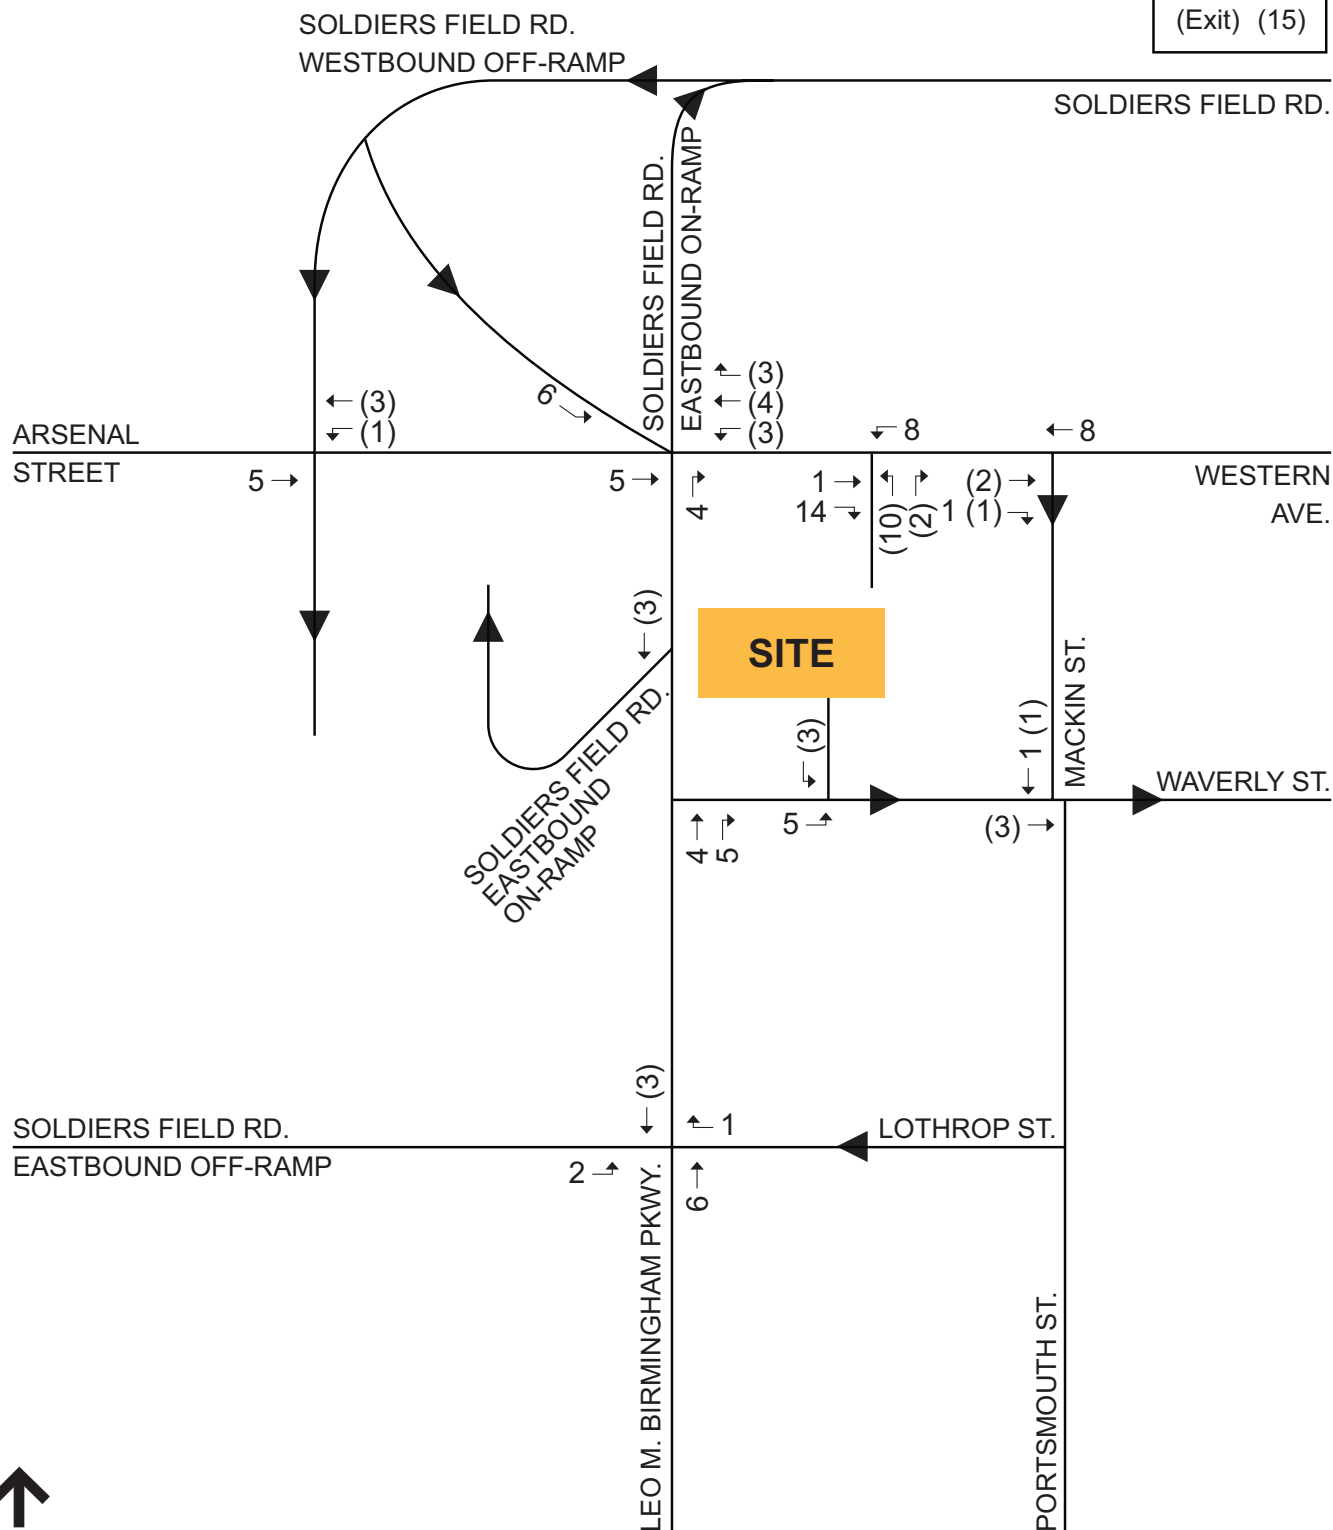 (Exit) (15)
SOLDIERS FIELD RD.
WESTBOUND OFF-RAMP
SOLDIERS FIELD RD.
SOLDIERS FIELD RD.
EASTBOUND ON-RAMP
6
(3)
(4)
(3)
(3)
(1)
8
8
ARSENAL
STREET
5
5
4
1
14
(10)
(2)
(2)
1 (1)
WESTERN
AVE.
(3)
SITE
SOLDIERS FIELD RD.
EASTBOUND
ON-RAMP
(3)
1 (1)
MACKIN ST.
WAVERLY ST.
4
5
5
(3)
(3)
1
SOLDIERS FIELD RD.
EASTBOUND OFF-RAMP
LOTHROP ST.
2
6
LEO M. BIRMINGHAM PKWY.
PORTSMOUTH ST.